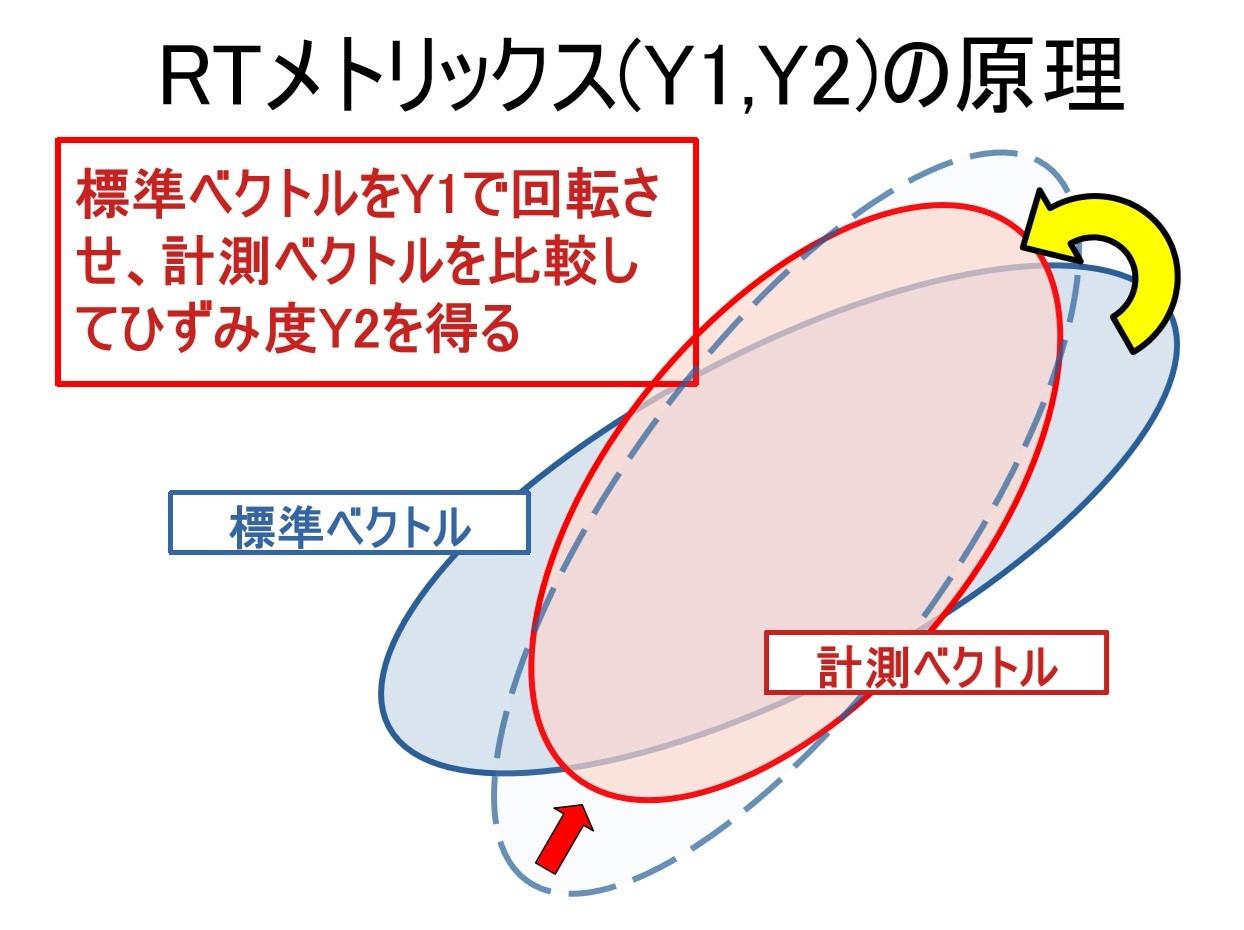 RTメトリックス(Y1,Y2)の原理
標準ベクトルをY1で回転さ
せ、計測ベクトルを比較し
てひずみ度Y2を得る
標準ベクトル
計測ベクトル